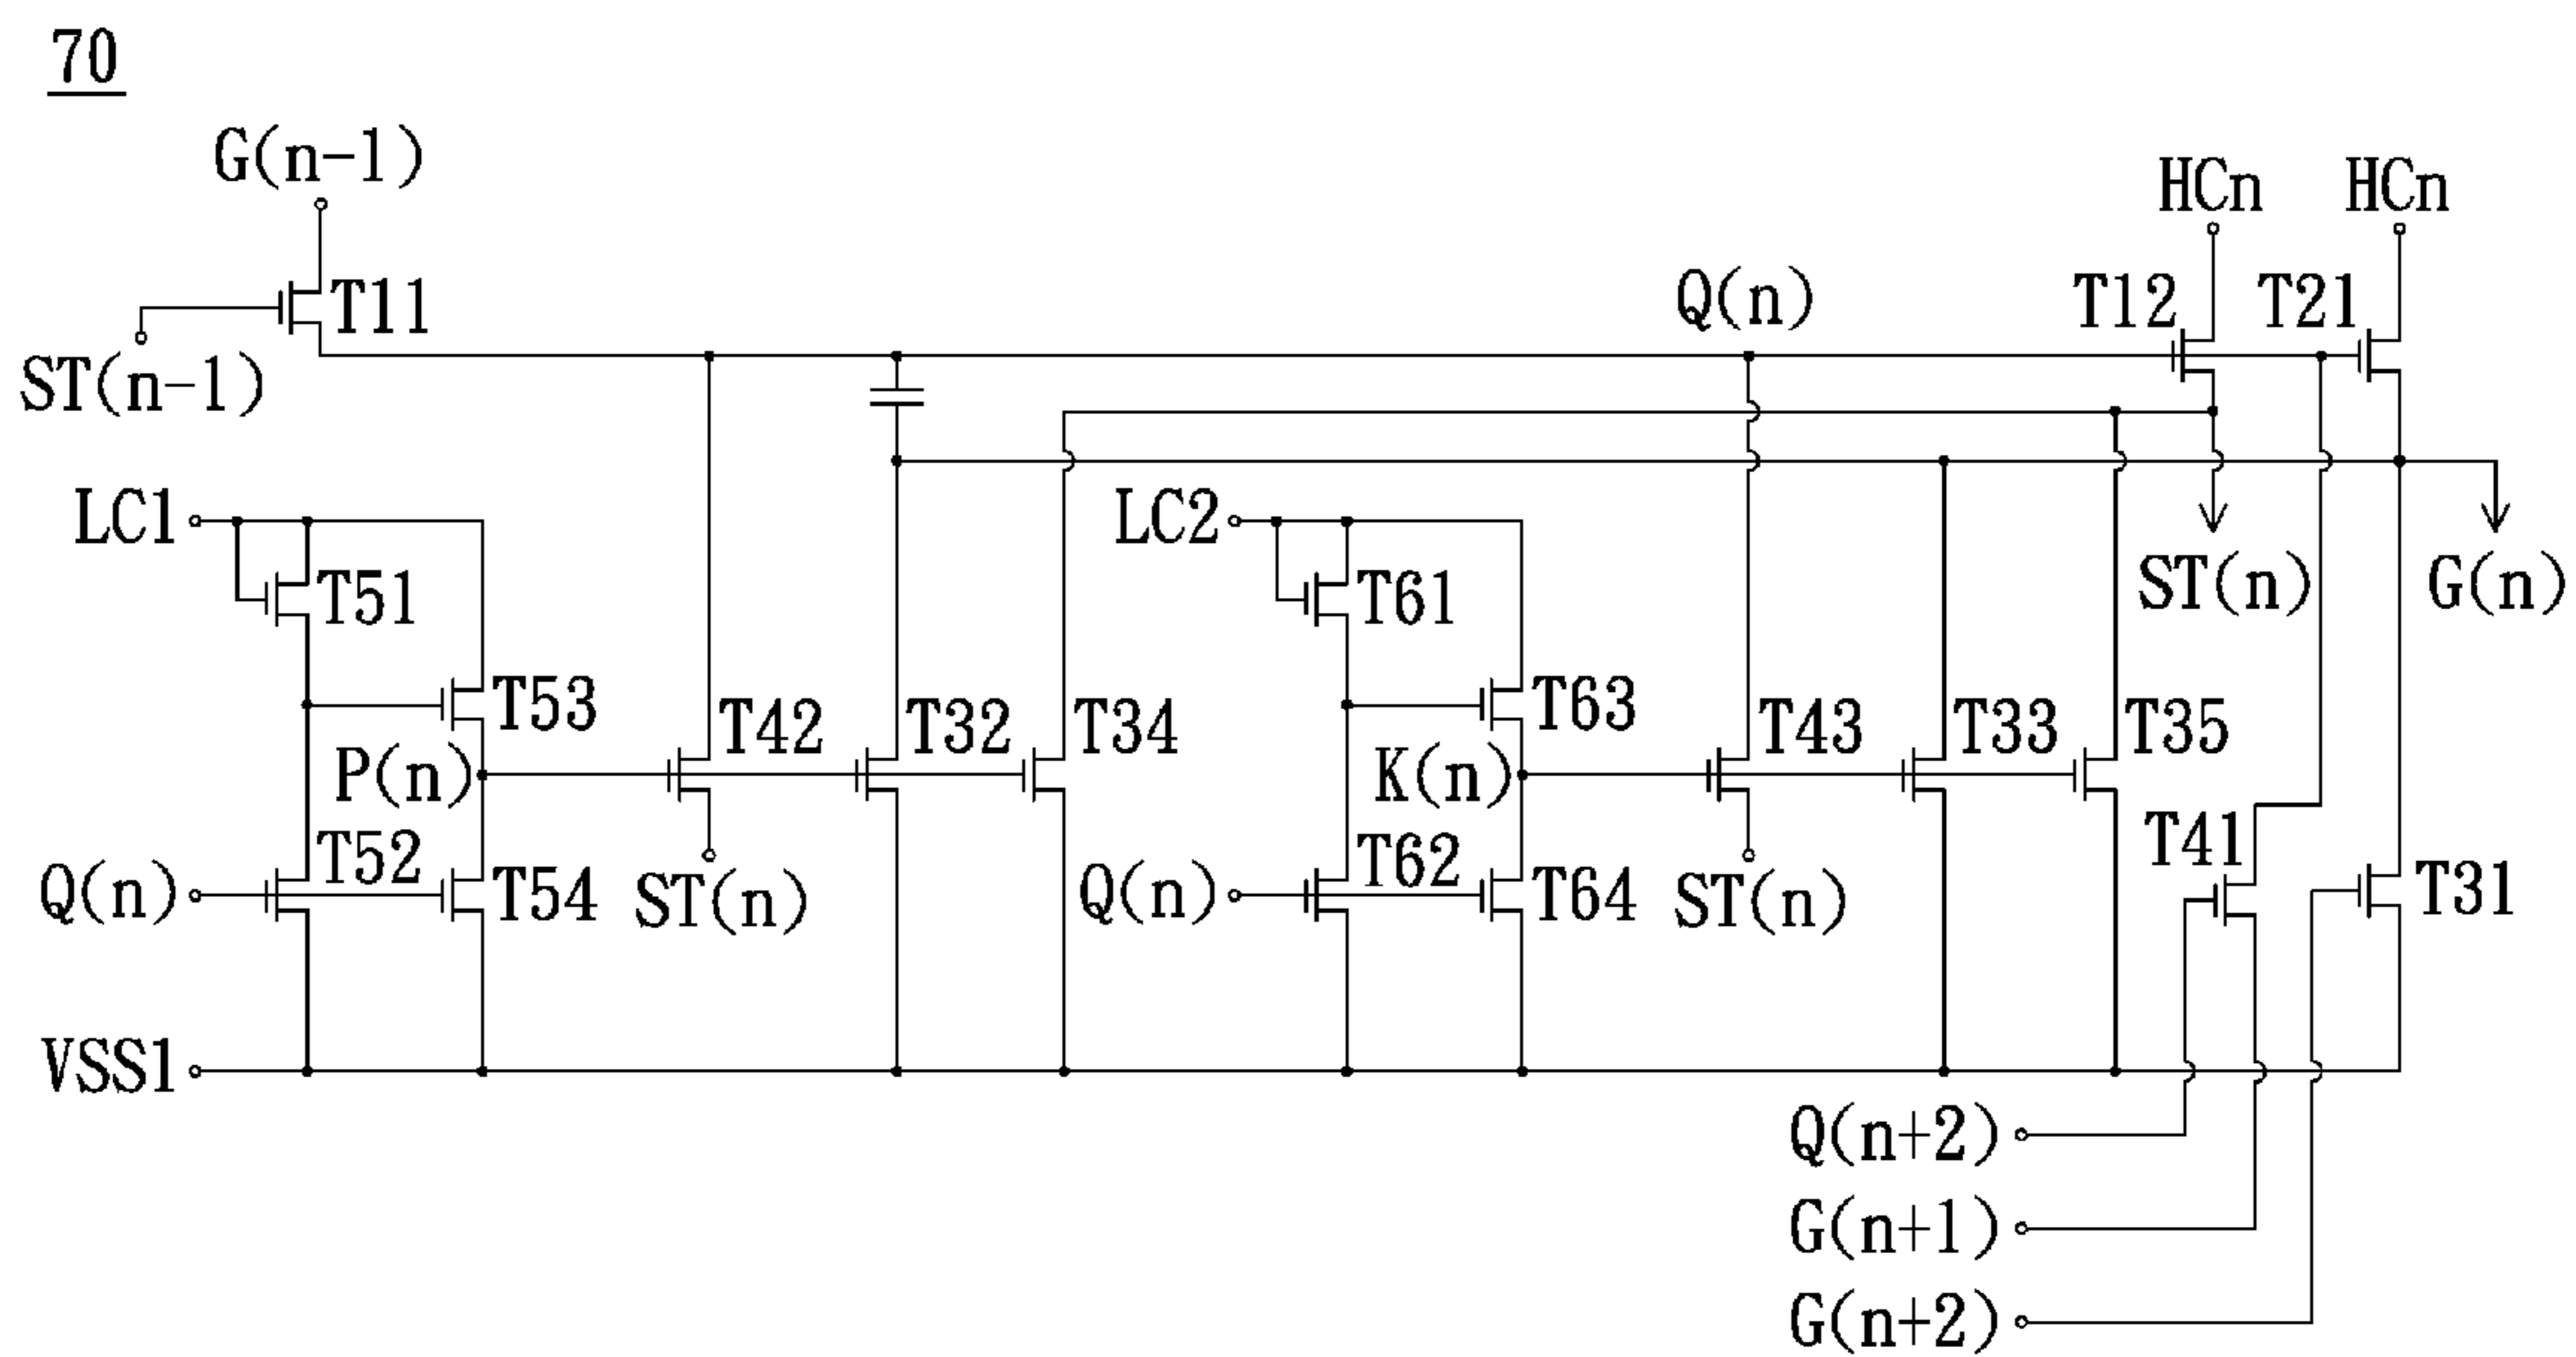 70
G(n-1)
HCn HCn
T11
Q(n)
T12 T21
ST(n-1)
LC1
LC2
T51
T61
ST(n)
G(n)
T53
T63
P(n)
T42 T32 T34
K(n)
T43 T33 T35
Q(n)
T52
T54
ST(n)
Q(n)
T62
T64
ST(n)
T41
T31
VSS1
Q(n+2)
G(n+1)
G(n+2)